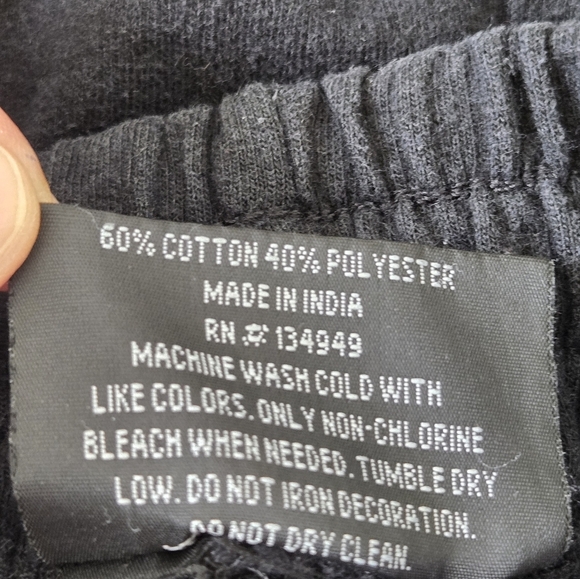 60% COTTON 40% POLYESTER
MADE IN INDIA
RN # 134949
MACHINE WASH COLD WITH
LIKE COLORS. ONLY NON-CHLORINE
BLEACH WHEN NEEDED. TUMBLE DRY
LOW. DO NOT IRON DECORATION.
DO NOT DRY CLEAN.